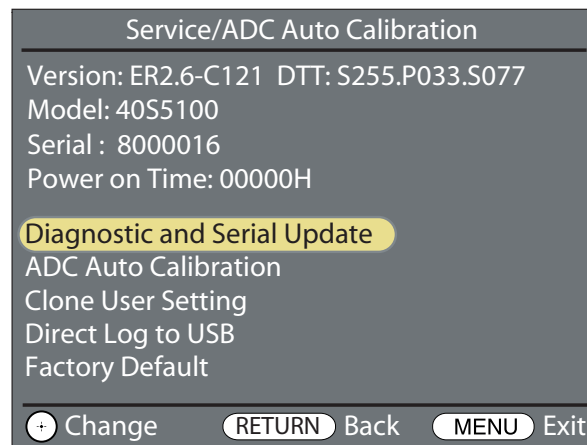 Service/ADC Auto Calibration
Version: ER2.6-C121 DTT: S255.P033.S077
Model: 40S5100
Serial : 8000016
Power on Time: 00000H
Diagnostic and Serial Update
ADC Auto Calibration
Clone User Setting
Direct Log to USB
Factory Default
Change RETURN Back MENU Exit